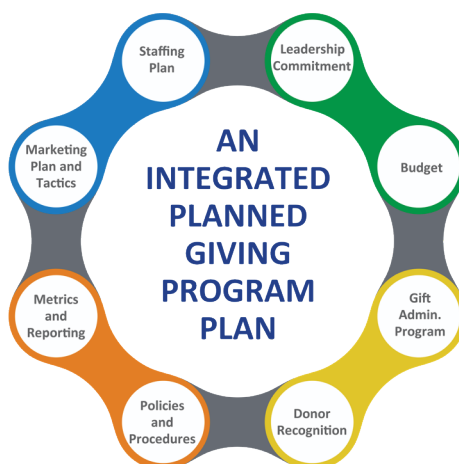 Staffing
Plan
Leadership
Commitment
Marketing
Plan and
Tactics
AN
INTEGRATED
PLANNED
GIVING
PROGRAM
PLAN
Budget
Metrics
and
Reporting
Gift
Admin.
Program
Policies
and
Procedures
Donor
Recognition